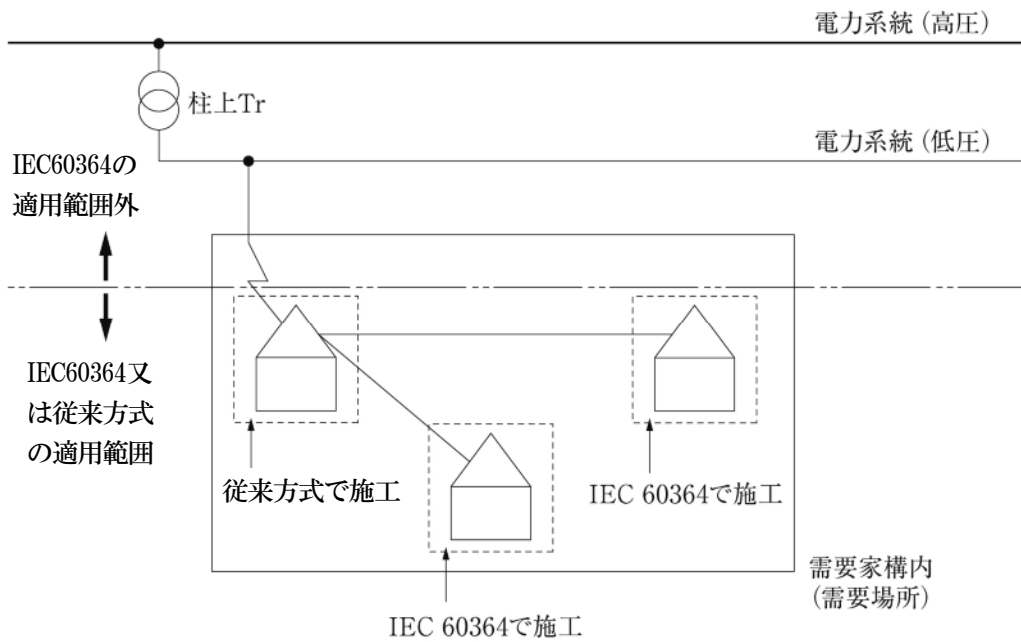 電力系統(高圧)
柱上Tr
電力系統(低圧)
IEC60364の
適用範囲外
IEC60364又
は従来方式
の適用範囲
従来方式で施工
IEC 60364で施工
IEC 60364で施工
需要家構内
(需要場所)